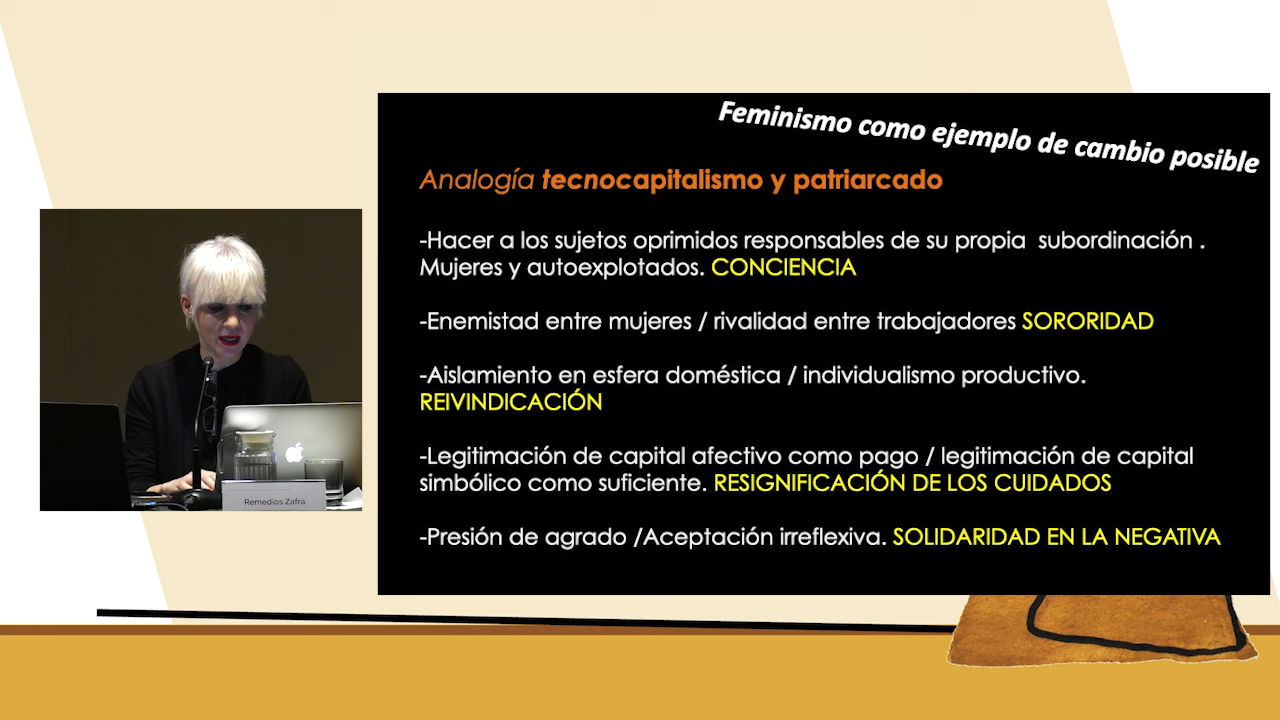 Feminismo como ejemplo de cambio posible
Analogía tecnocapitalismo y patriarcado
-Hacer a los sujetos oprimidos responsables de su propia  subordinación .
Mujeres y autoexplotados. CONCIENCIA
-Enemistad entre mujeres / rivalidad entre trabajadores SORORIDAD
-Aislamiento en esfera doméstica / individualismo productivo.
REIVINDICACIÓN
-Legitimación de capital afectivo como pago / legitimación de capital
simbólico como suficiente. RESIGNIFICACIÓN DE LOS CUIDADOS
-Presión de agrado /Aceptación irreflexiva. SOLIDARIDAD EN LA NEGATIVA
Remedios Zafra